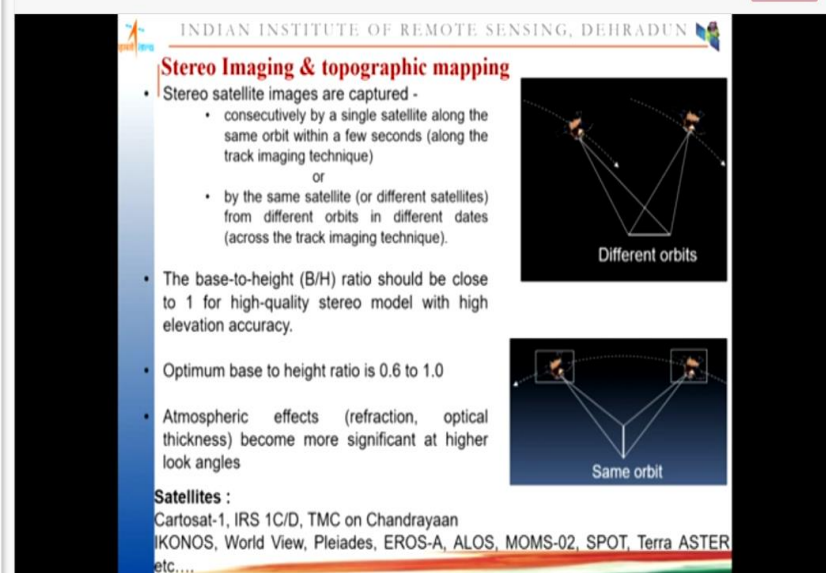 INDIAN INSTITUTE OF REMOTE SENSING, DEHRADUN
Stereo Imaging & topographic mapping
• Stereo satellite images are captured -
• consecutively by a single satellite along the
same orbit within a few seconds (along the
track imaging technique)
or
• by the same satellite (or different satellites)
from different orbits in different dates
(across the track imaging technique).
Different orbits
• The base-to-height (B/H) ratio should be close
to 1 for high-quality stereo model with high
elevation accuracy.
• Optimum base to height ratio is 0.6 to 1.0
• Atmospheric effects (refraction, optical
thickness) become more significant at higher
look angles
Same orbit
Satellites :
Cartosat-1, IRS 1C/D, TMC on Chandrayaan
IKONOS, World View, Pleiades, EROS-A, ALOS, MOMS-02, SPOT, Terra ASTER
etc....